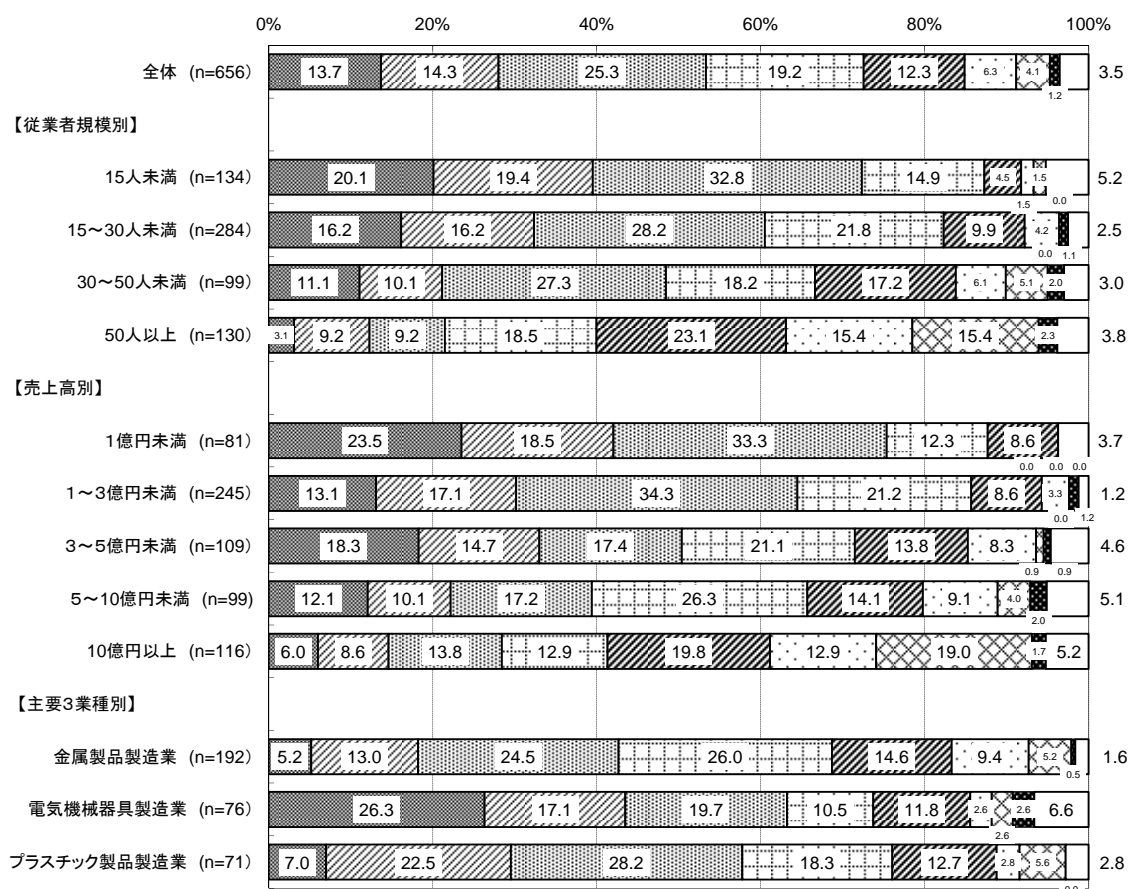 0% 20% 40% 60% 80% 100%
全体 (n=656) 13.7 14.3 25.3 19.2 12.3 6.3 4.1 1.2 3.5
【従業者規模別】
15人未満 (n=134) 20.1 19.4 32.8 14.9 4.5 1.5 1.5 0.0 5.2
15～30人未満 (n=284) 16.2 16.2 28.2 21.8 9.9 4.2 0.0 1.1 2.5
30～50人未満 (n=99) 11.1 10.1 27.3 18.2 17.2 6.1 5.1 2.0 3.0
50人以上 (n=130) 3.1 9.2 9.2 18.5 23.1 15.4 15.4 2.3 3.8
【売上高別】
１億円未満 (n=81) 23.5 18.5 33.3 12.3 8.6 0.0 0.0 0.0 3.7
１～３億円未満 (n=245) 13.1 17.1 34.3 21.2 8.6 3.3 0.0 1.2 1.2
３～５億円未満 (n=109) 18.3 14.7 17.4 21.1 13.8 8.3 0.9 0.9 4.6
５～10億円未満 (n=99) 12.1 10.1 17.2 26.3 14.1 9.1 4.0 2.0 5.1
10億円以上 (n=116) 6.0 8.6 13.8 12.9 19.8 12.9 19.0 1.7 5.2
【主要３業種別】
金属製品製造業 (n=192) 5.2 13.0 24.5 26.0 14.6 9.4 5.2 0.5 1.6
電気機械器具製造業 (n=76) 26.3 17.1 19.7 10.5 11.8 2.6 2.6 2.6 6.6
プラスチック製品製造業 (n=71) 7.0 22.5 28.2 18.3 12.7 2.8 5.6 2.8